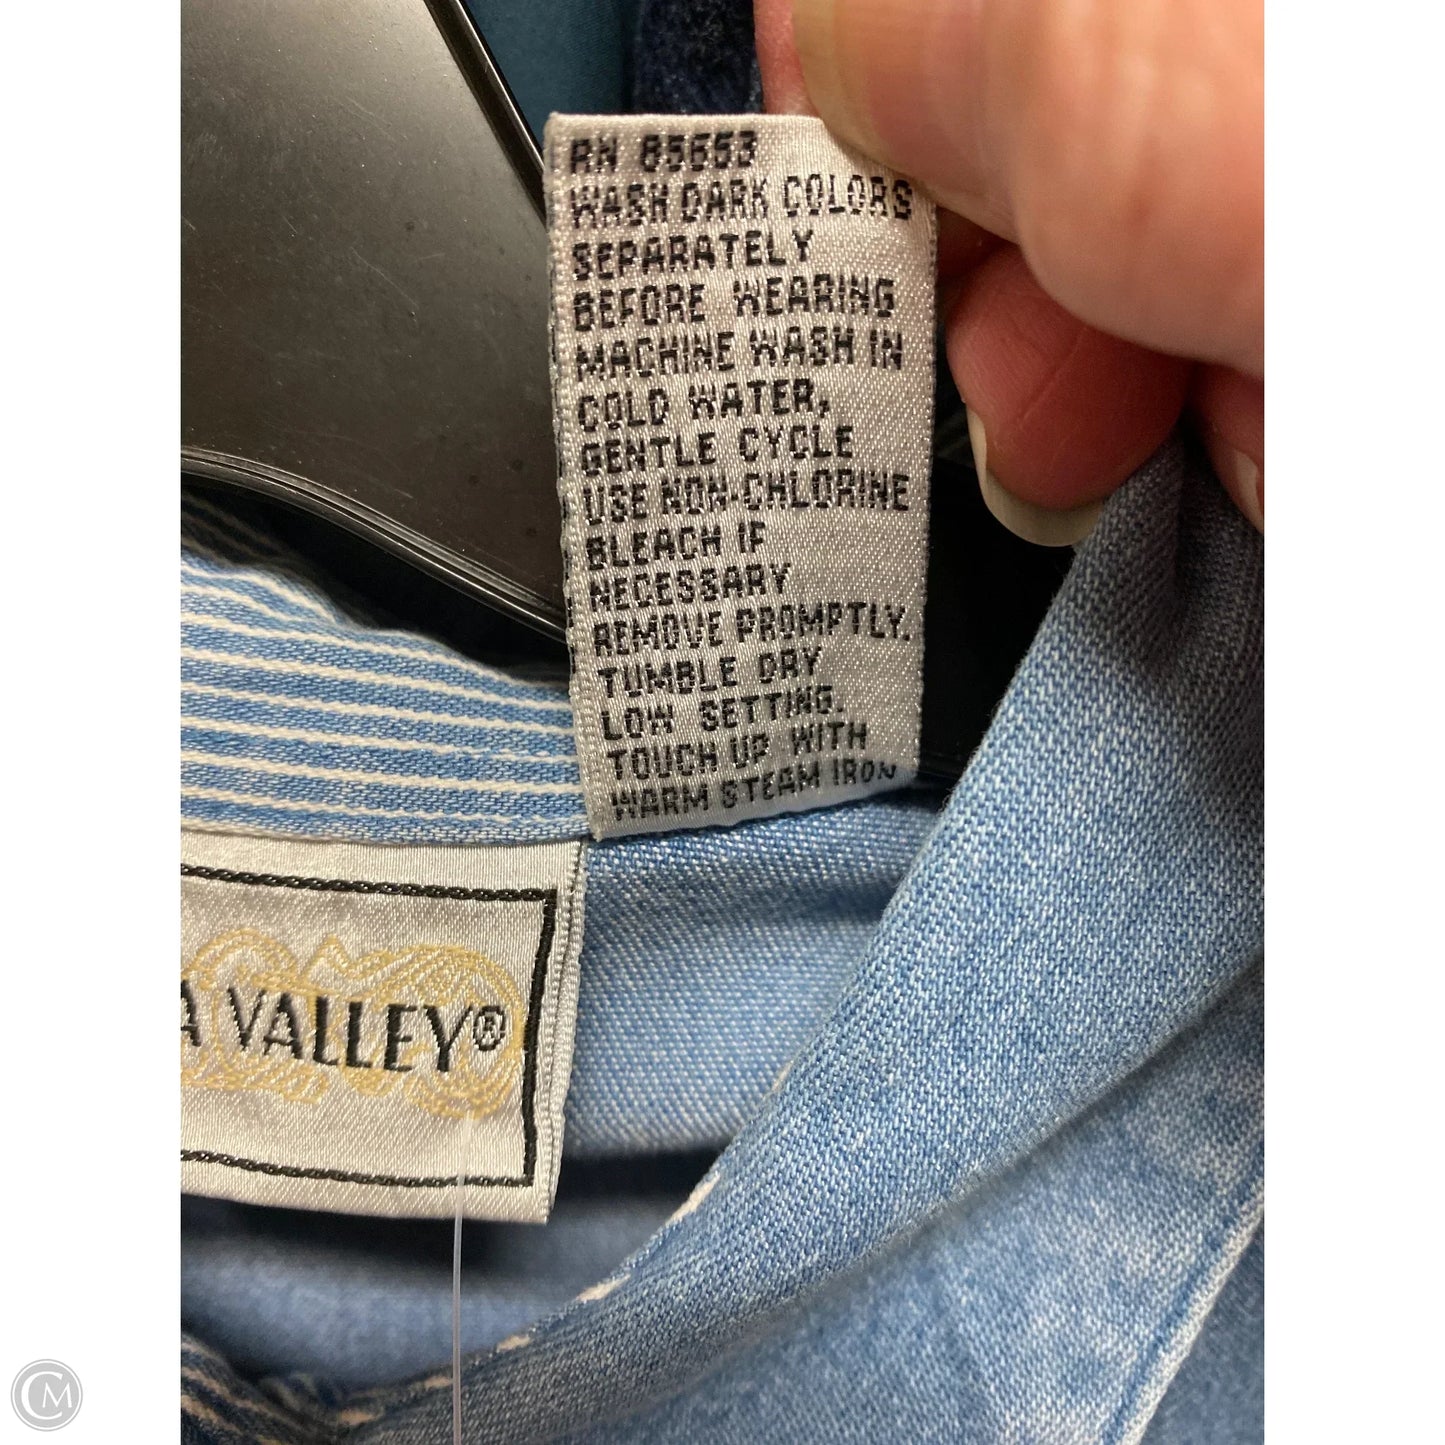 RN 85653
WASH DARK COLORS
SEPARATELY
BEFORE WEARING
MACHINE WASH IN
COLD WATER,
GENTLE CYCLE
USE NON-CHLORINE
BLEACH IF
NECESSARY
REMOVE PROMPTLY.
TUMBLE DRY
LOW SETTING.
TOUCH UP WITH
WARM STEAM IRON
A VALLEY®
CM